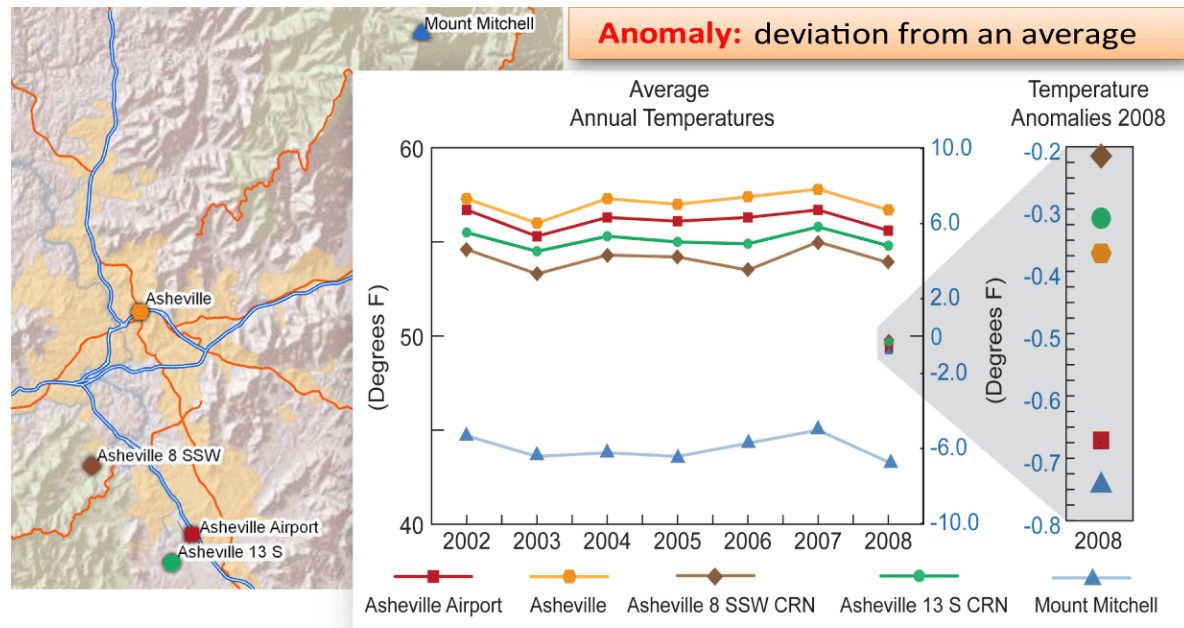 Mount Mitchell
Anomaly: deviation from an average
Asheville
Asheville 8 SSW
Asheville Airport
Asheville 13 S
Average
Annual Temperatures
(Degrees F)
60
50
40
10.0
6.0
2.0
0
-2.0
-6.0
-10.0
2002 2003 2004 2005 2006 2007 2008
Temperature
Anomalies 2008
(Degrees F)
-0.2
-0.3
-0.4
-0.5
-0.6
-0.7
-0.8
2008
Asheville Airport
Asheville
Asheville 8 SSW CRN
Asheville 13 S CRN
Mount Mitchell